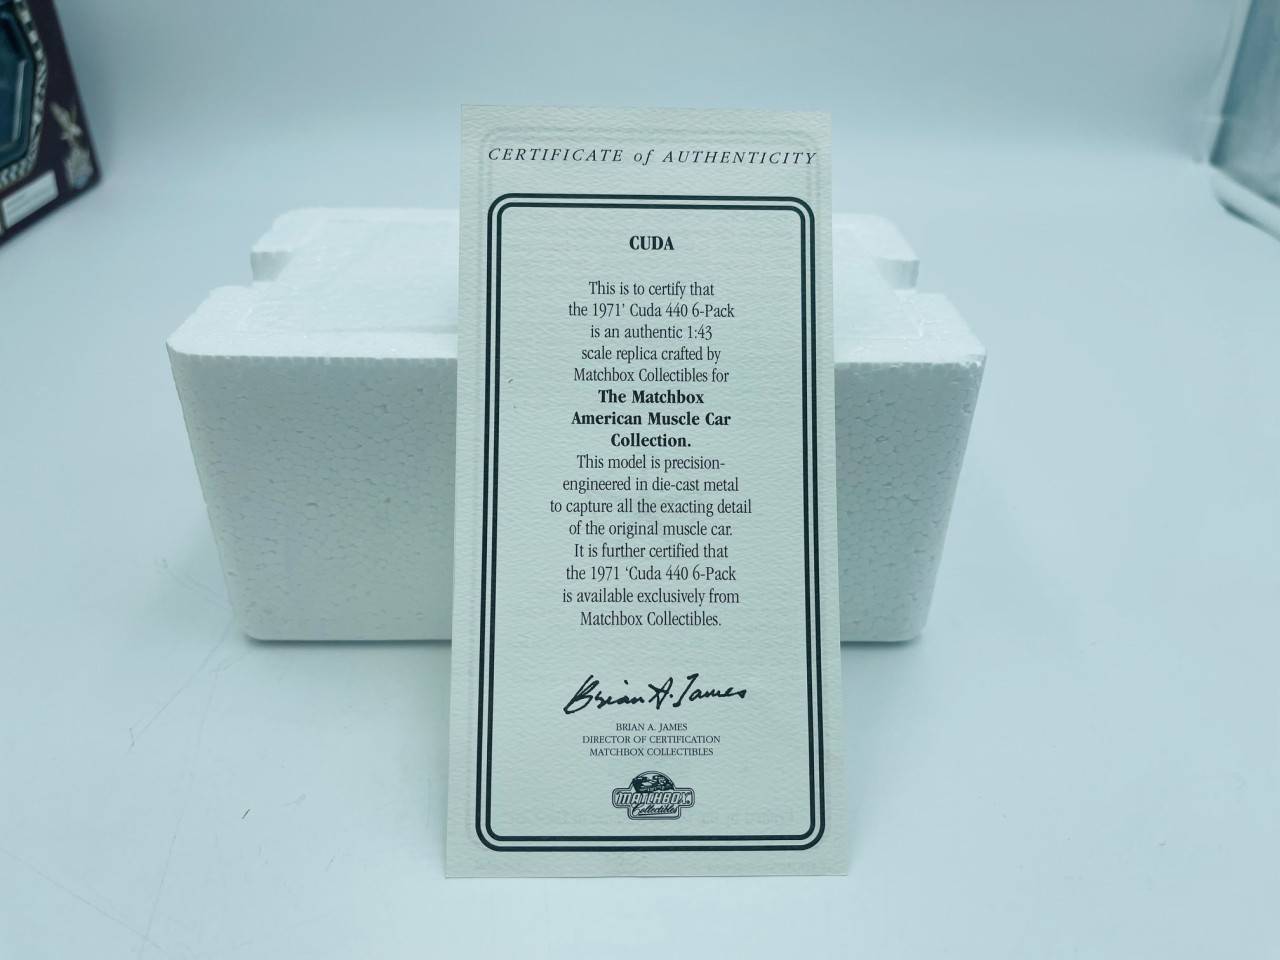 CERTIFICATE of AUTHENTICITY
CUDA
This is to certify that
the 1971’ Cuda 440 6-Pack
is an authentic 1:43
scale replica crafted by
Matchbox Collectibles for
The Matchbox
American Muscle Car
Collection.
This model is precision-
engineered in die-cast metal
to capture all the exacting detail
of the original muscle car.
It is further certified that
the 1971 ‘Cuda 440 6-Pack
is available exclusively from
Matchbox Collectibles.
Brian A. James
BRIAN A. JAMES
DIRECTOR OF CERTIFICATION
MATCHBOX COLLECTIBLES
MATCHBOX
Collectibles